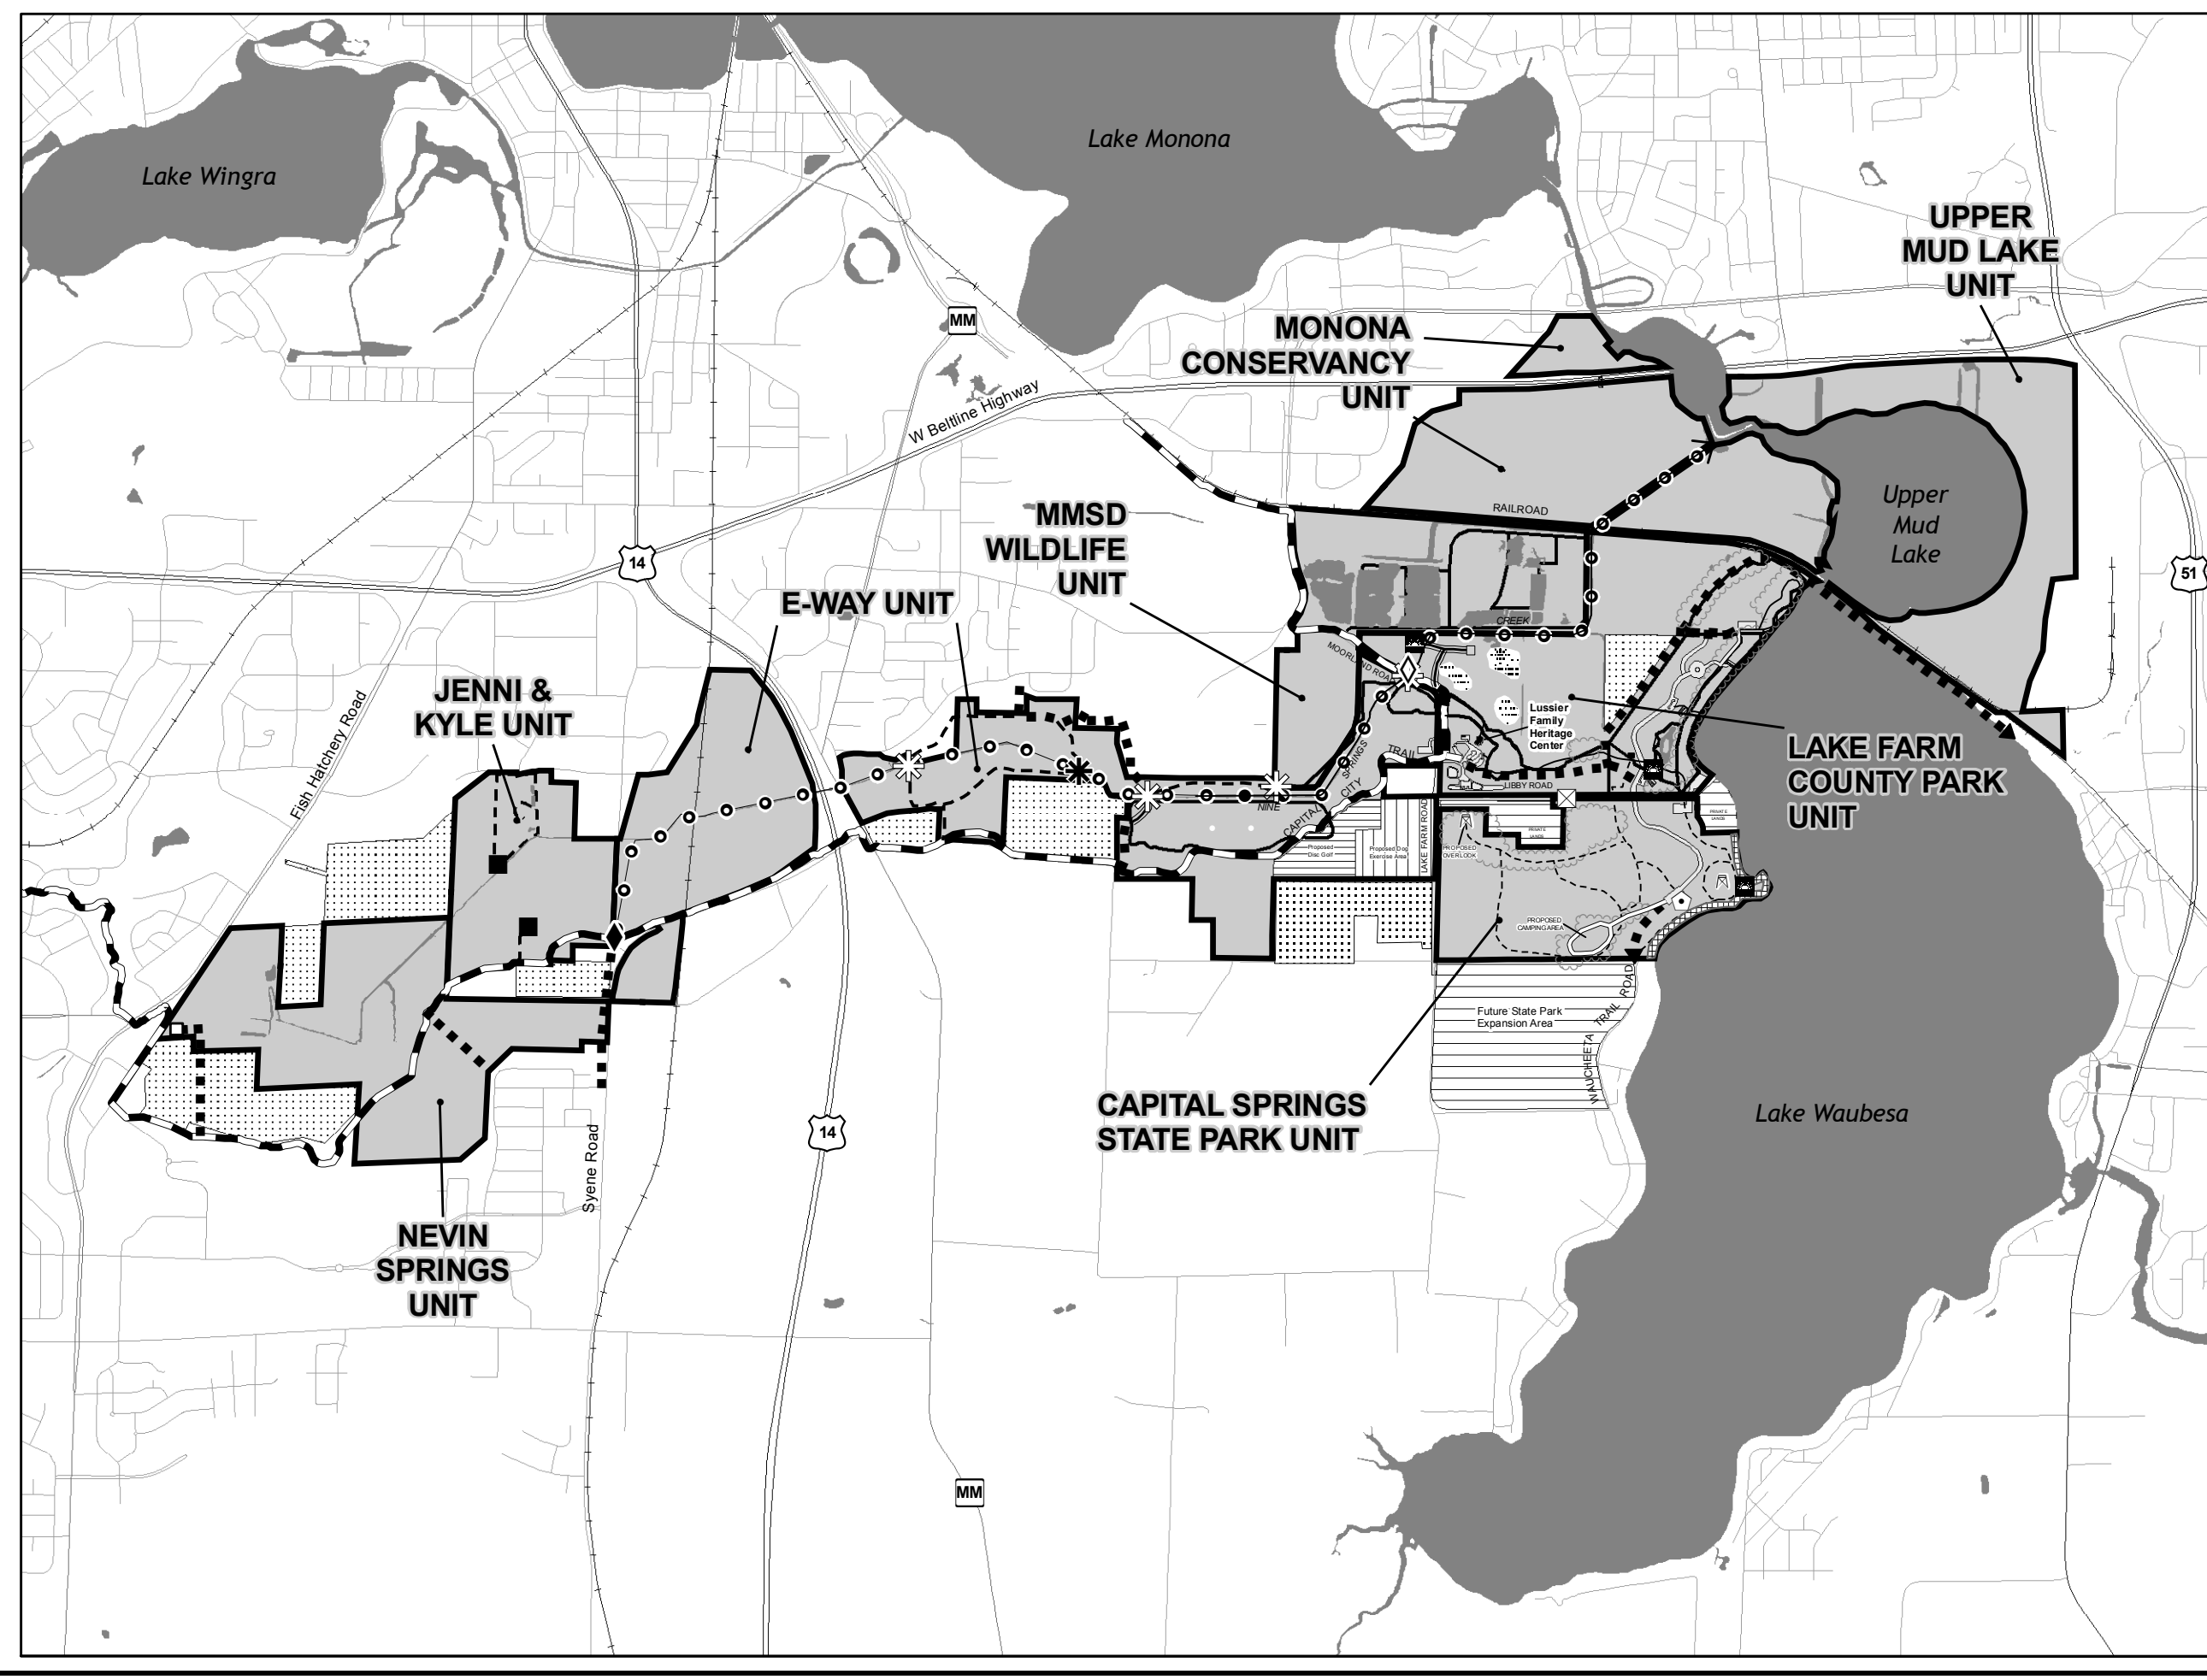 Lake Wingra
Lake Monona
UPPER
MUD LAKE
UNIT
MM
MONONA
CONSERVANCY
UNIT
W Beltline Highway
MMSD
WILDLIFE
UNIT
RAILROAD
Upper
Mud
Lake
14
51
E-WAY UNIT
CREEK
MOORLAND ROAD
JENNI &
KYLE UNIT
Fish Hatchery Road
Lussier
Family
Heritage
Center
LAKE FARM
COUNTY PARK
UNIT
TRAIL
SPRINGS
CITY
CAPITAL
NINE
LIBBY ROAD
PRIVATE
LANDS
PRIVATE
LANDS
LAKE FARM ROAD
Proposed
Disc Golf
Proposed Dog
Exercise Area
PROPOSED
OVERLOOK
PROPOSED
CAMPING AREA
Future State Park
Expansion Area
WAUCHEETA TRAIL ROAD
CAPITAL SPRINGS
STATE PARK UNIT
Lake Waubesa
14
Syene Road
NEVIN
SPRINGS
UNIT
MM